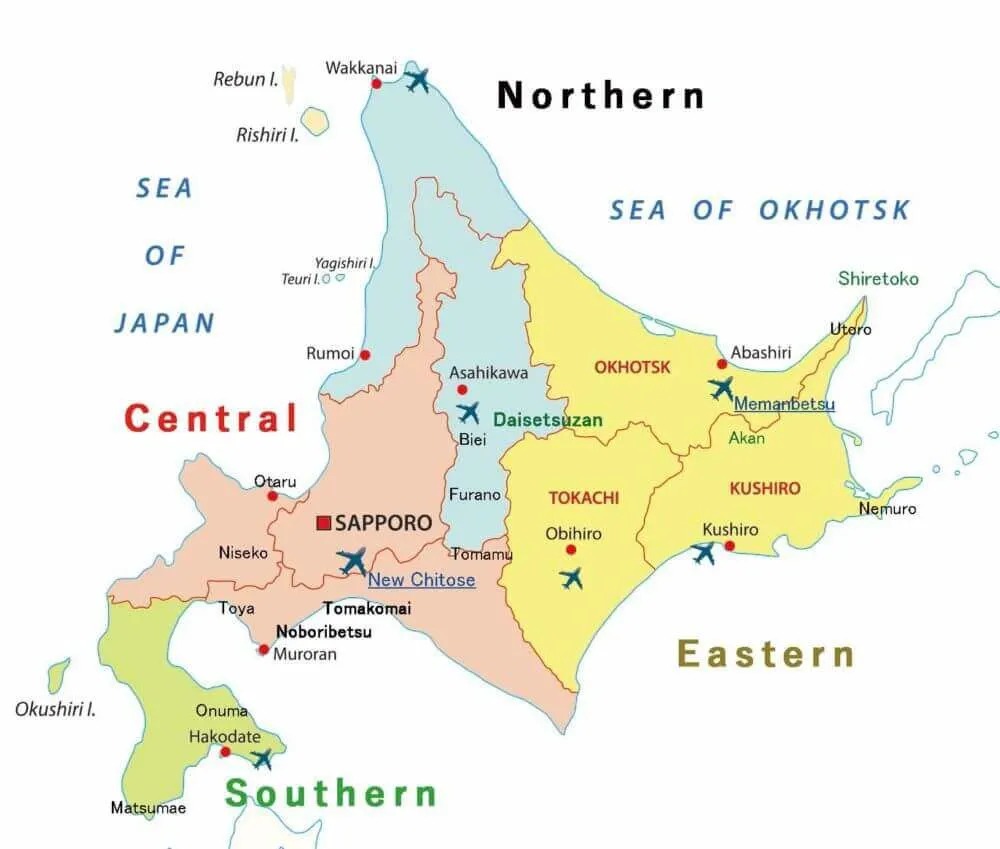 Wakkanai
Rebun I.
Northern
Rishiri I.
SEA
OF
JAPAN
SEA OF OKHOTSK
Yagishiri I.
Teuri I.
Shiretoko
Utoro
Rumoi
Abashiri
OKHOTSK
Asahikawa
Memanbetsu
Central
Daisetsuzan
Biei
Akan
Otaru
Furano
TOKACHI
KUSHIRO
Nemuro
SAPPORO
Obihiro
Kushiro
Niseko
Tomamu
New Chitose
Toya
Tomakomai
Noboribetsu
Muroran
Eastern
Okushiri I.
Onuma
Hakodate
Southern
Matsumae